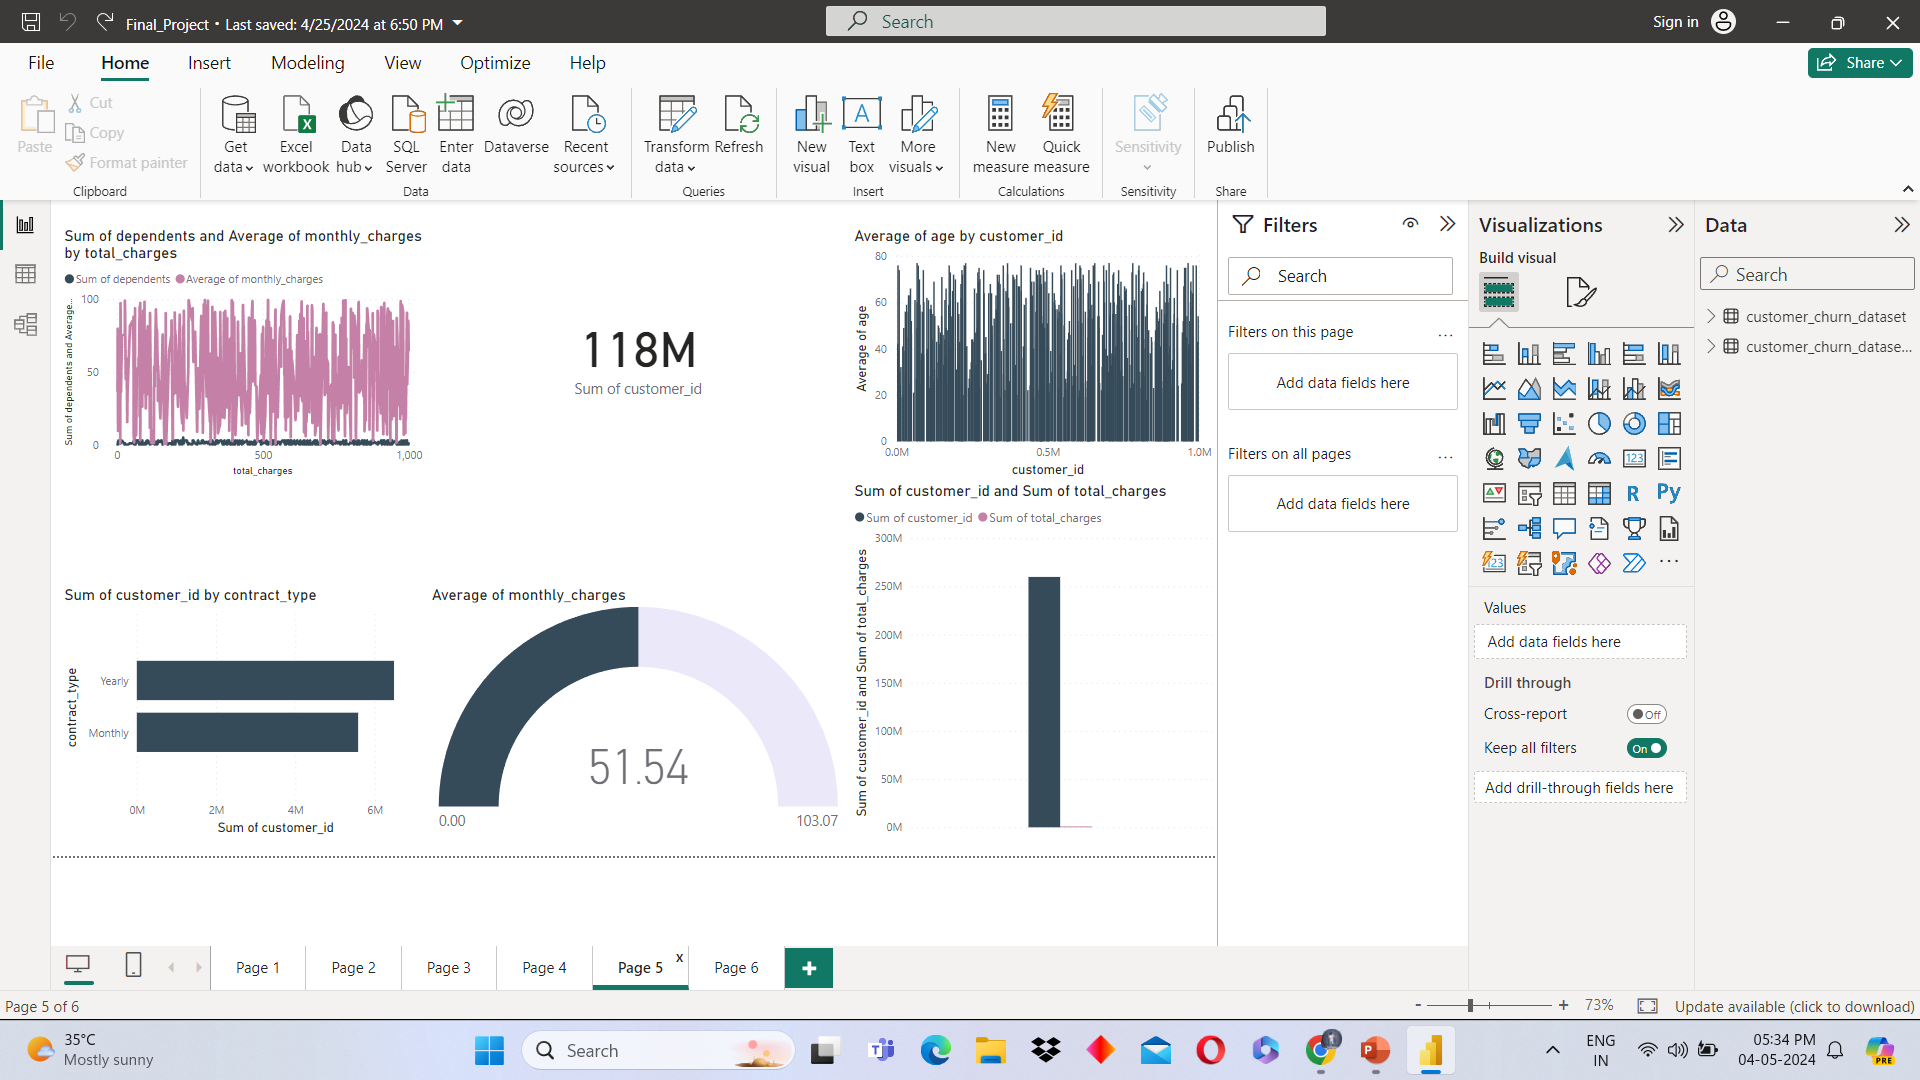 Final_Project • Last saved: 4/25/2024 at 6:50 PM
Search
Sign in
File
Home
Insert
Modeling
View
Optimize
Help
Share
Paste
Cut
Copy
Format painter
Clipboard
Get data
Excel workbook
Data hub
SQL Server
Enter data
Dataverse
Recent sources
Data
Transform data
Refresh
Queries
New visual
Text box
More visuals
Insert
New measure
Quick measure
Calculations
Sensitivity
Sensitivity
Publish
Share
Sum of dependents and Average of monthly_charges
by total_charges
Sum of dependents
Average of monthly_charges
Sum of dependents and Average...
100
50
0
0
500
1,000
total_charges
118M
Sum of customer_id
Average of age by customer_id
Average of age
80
60
40
20
0
0.0M
0.5M
1.0M
customer_id
Sum of customer_id and Sum of total_charges
Sum of customer_id
Sum of total_charges
Sum of customer_id and Sum of total_charges
300M
250M
200M
150M
100M
50M
0M
Sum of customer_id by contract_type
contract_type
Yearly
Monthly
0M
2M
4M
6M
Sum of customer_id
Average of monthly_charges
51.54
0.00
103.07
Filters
Search
Filters on this page
...
Add data fields here
Filters on all pages
...
Add data fields here
Visualizations
Build visual
123
R
Py
123
...
Values
Add data fields here
Drill through
Cross-report
Off
Keep all filters
On
Add drill-through fields here
Data
Search
customer_churn_dataset
customer_churn_datase...
Page 1
Page 2
Page 3
Page 4
Page 5
x
Page 6
+
Page 5 of 6
-
+
73%
Update available (click to download)
35°C
Mostly sunny
Search
ENG
IN
05:34 PM
04-05-2024
PRE